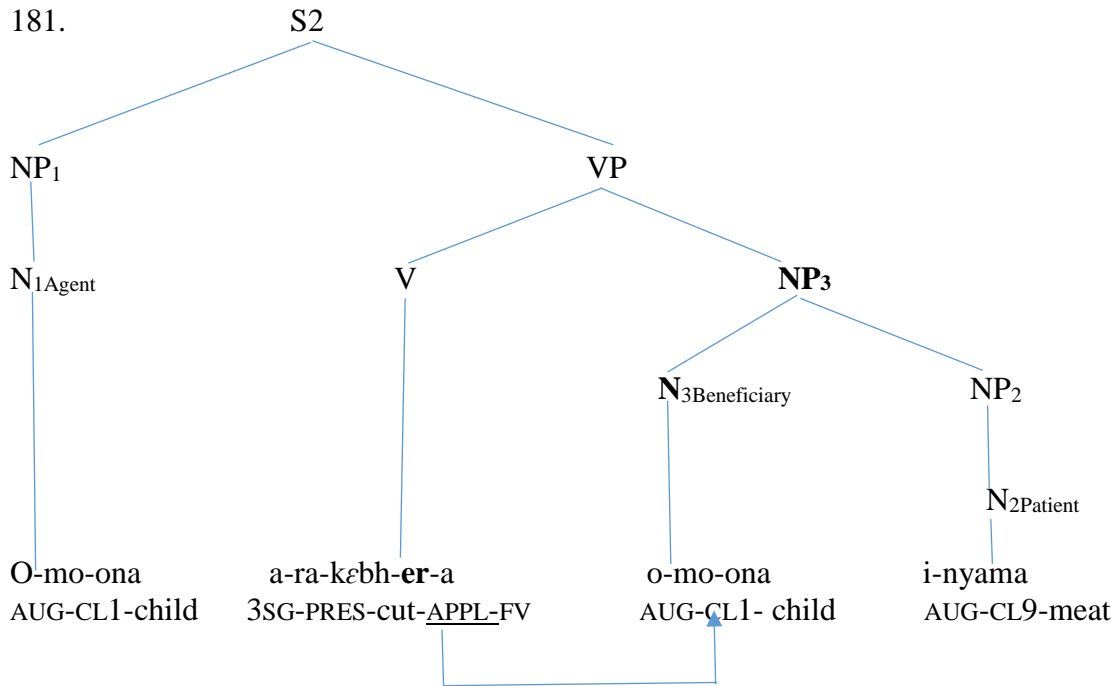 181. S2
NP1 VP
N1Agent V NP3
N3Beneficiary NP2
N2Patient
O-mo-ona a-ra-kɛbh-er-a o-mo-ona i-nyama
AUG-CL1-child 3SG-PRES-cut-APPL-FV AUG-CL1- child AUG-CL9-meat